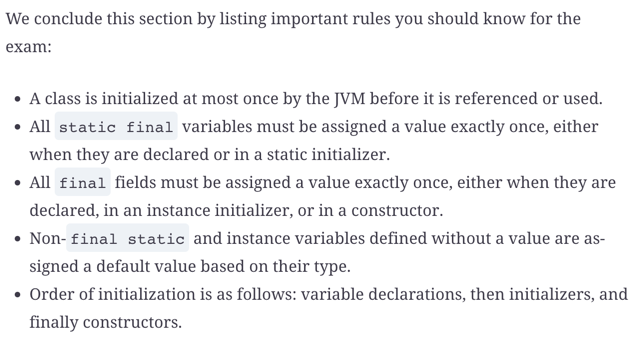 We conclude this section by listing important rules you should know for the
exam:
• A class is initialized at most once by the JVM before it is referenced or used.
• All static final variables must be assigned a value exactly once, either
when they are declared or in a static initializer.
• All final fields must be assigned a value exactly once, either when they are
declared, in an instance initializer, or in a constructor.
• Non-final static and instance variables defined without a value are as-
signed a default value based on their type.
• Order of initialization is as follows: variable declarations, then initializers, and
finally constructors.